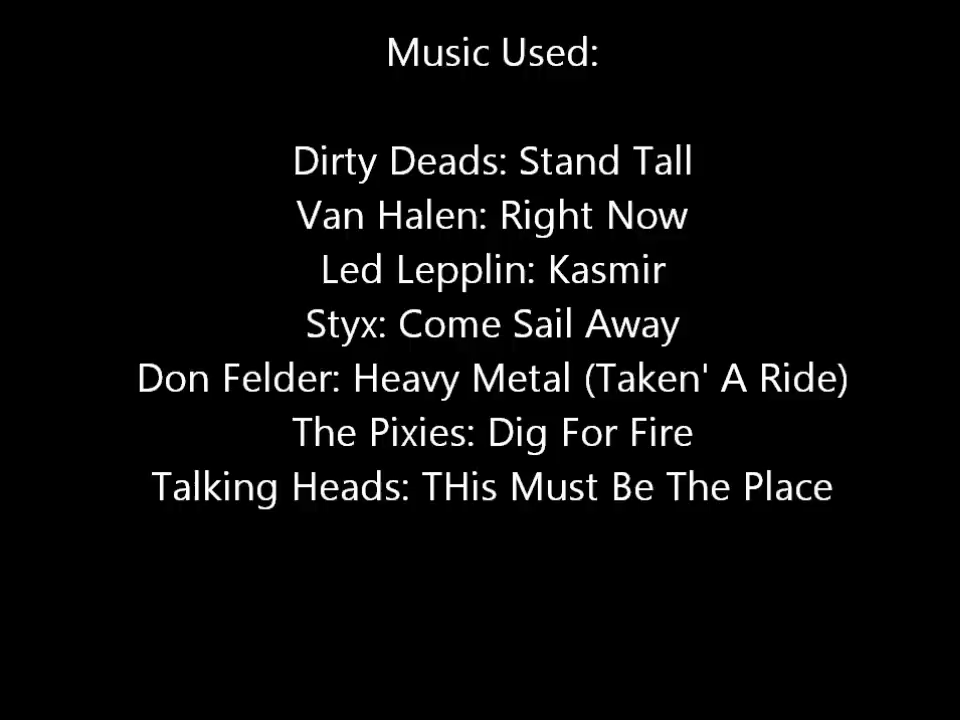 Music Used:
Dirty Deads: Stand Tall
Van Halen: Right Now
Led Lepplin: Kasmir
Styx: Come Sail Away
Don Felder: Heavy Metal (Taken' A Ride)
The Pixies: Dig For Fire
Talking Heads: THis Must Be The Place